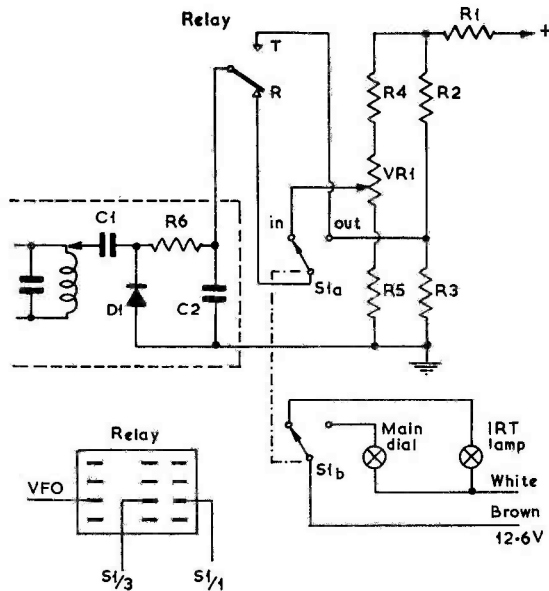 Relay
R1
+
T
R
R4
R2
VR1
C1
R6
in
out
D1
C2
S1a
R5
R3
Relay
VFO
S1/3
S1/1
S1b
Main
dial
IRT
lamp
White
Brown
12·6V